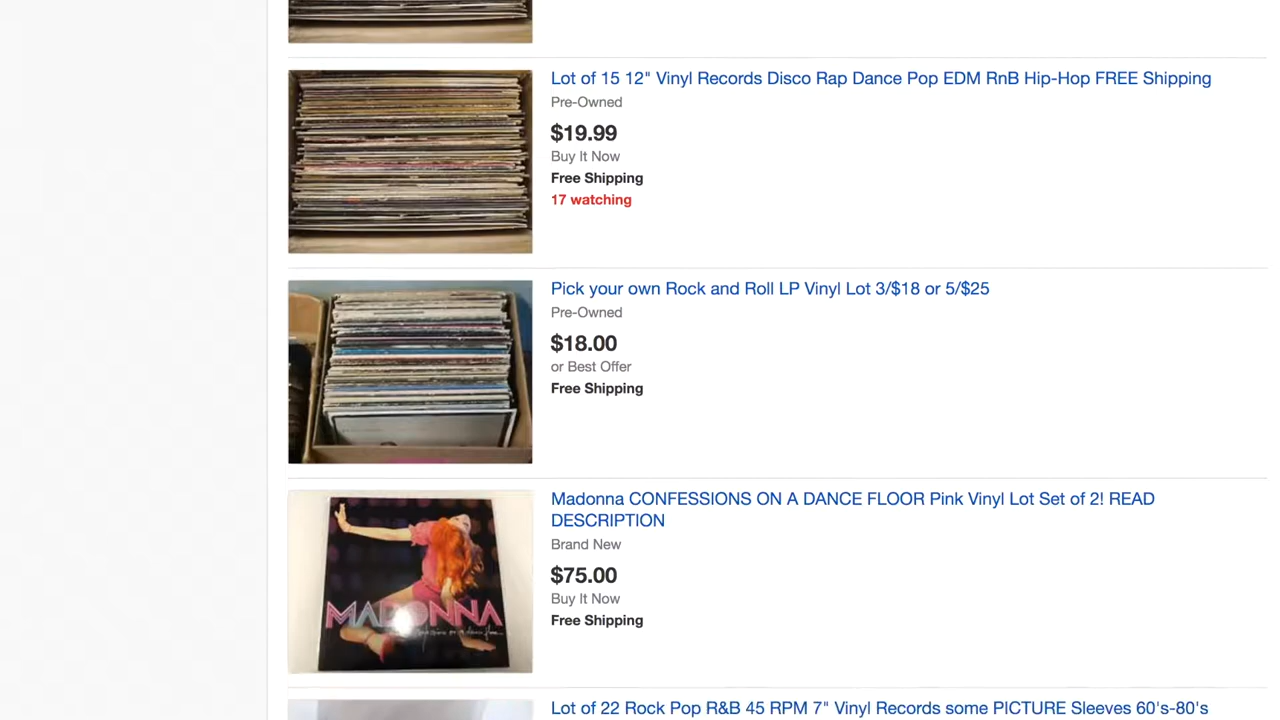 Lot of 15 12" Vinyl Records Disco Rap Dance Pop EDM RnB Hip-Hop FREE Shipping
Pre-Owned
$19.99
Buy It Now
Free Shipping
17 watching
Pick your own Rock and Roll LP Vinyl Lot 3/$18 or 5/$25
Pre-Owned
$18.00
or Best Offer
Free Shipping
Madonna CONFESSIONS ON A DANCE FLOOR Pink Vinyl Lot Set of 2! READ
DESCRIPTION
Brand New
$75.00
Buy It Now
Free Shipping
MADONNA
Lot of 22 Rock Pop R&B 45 RPM 7" Vinyl Records some PICTURE Sleeves 60's-80's